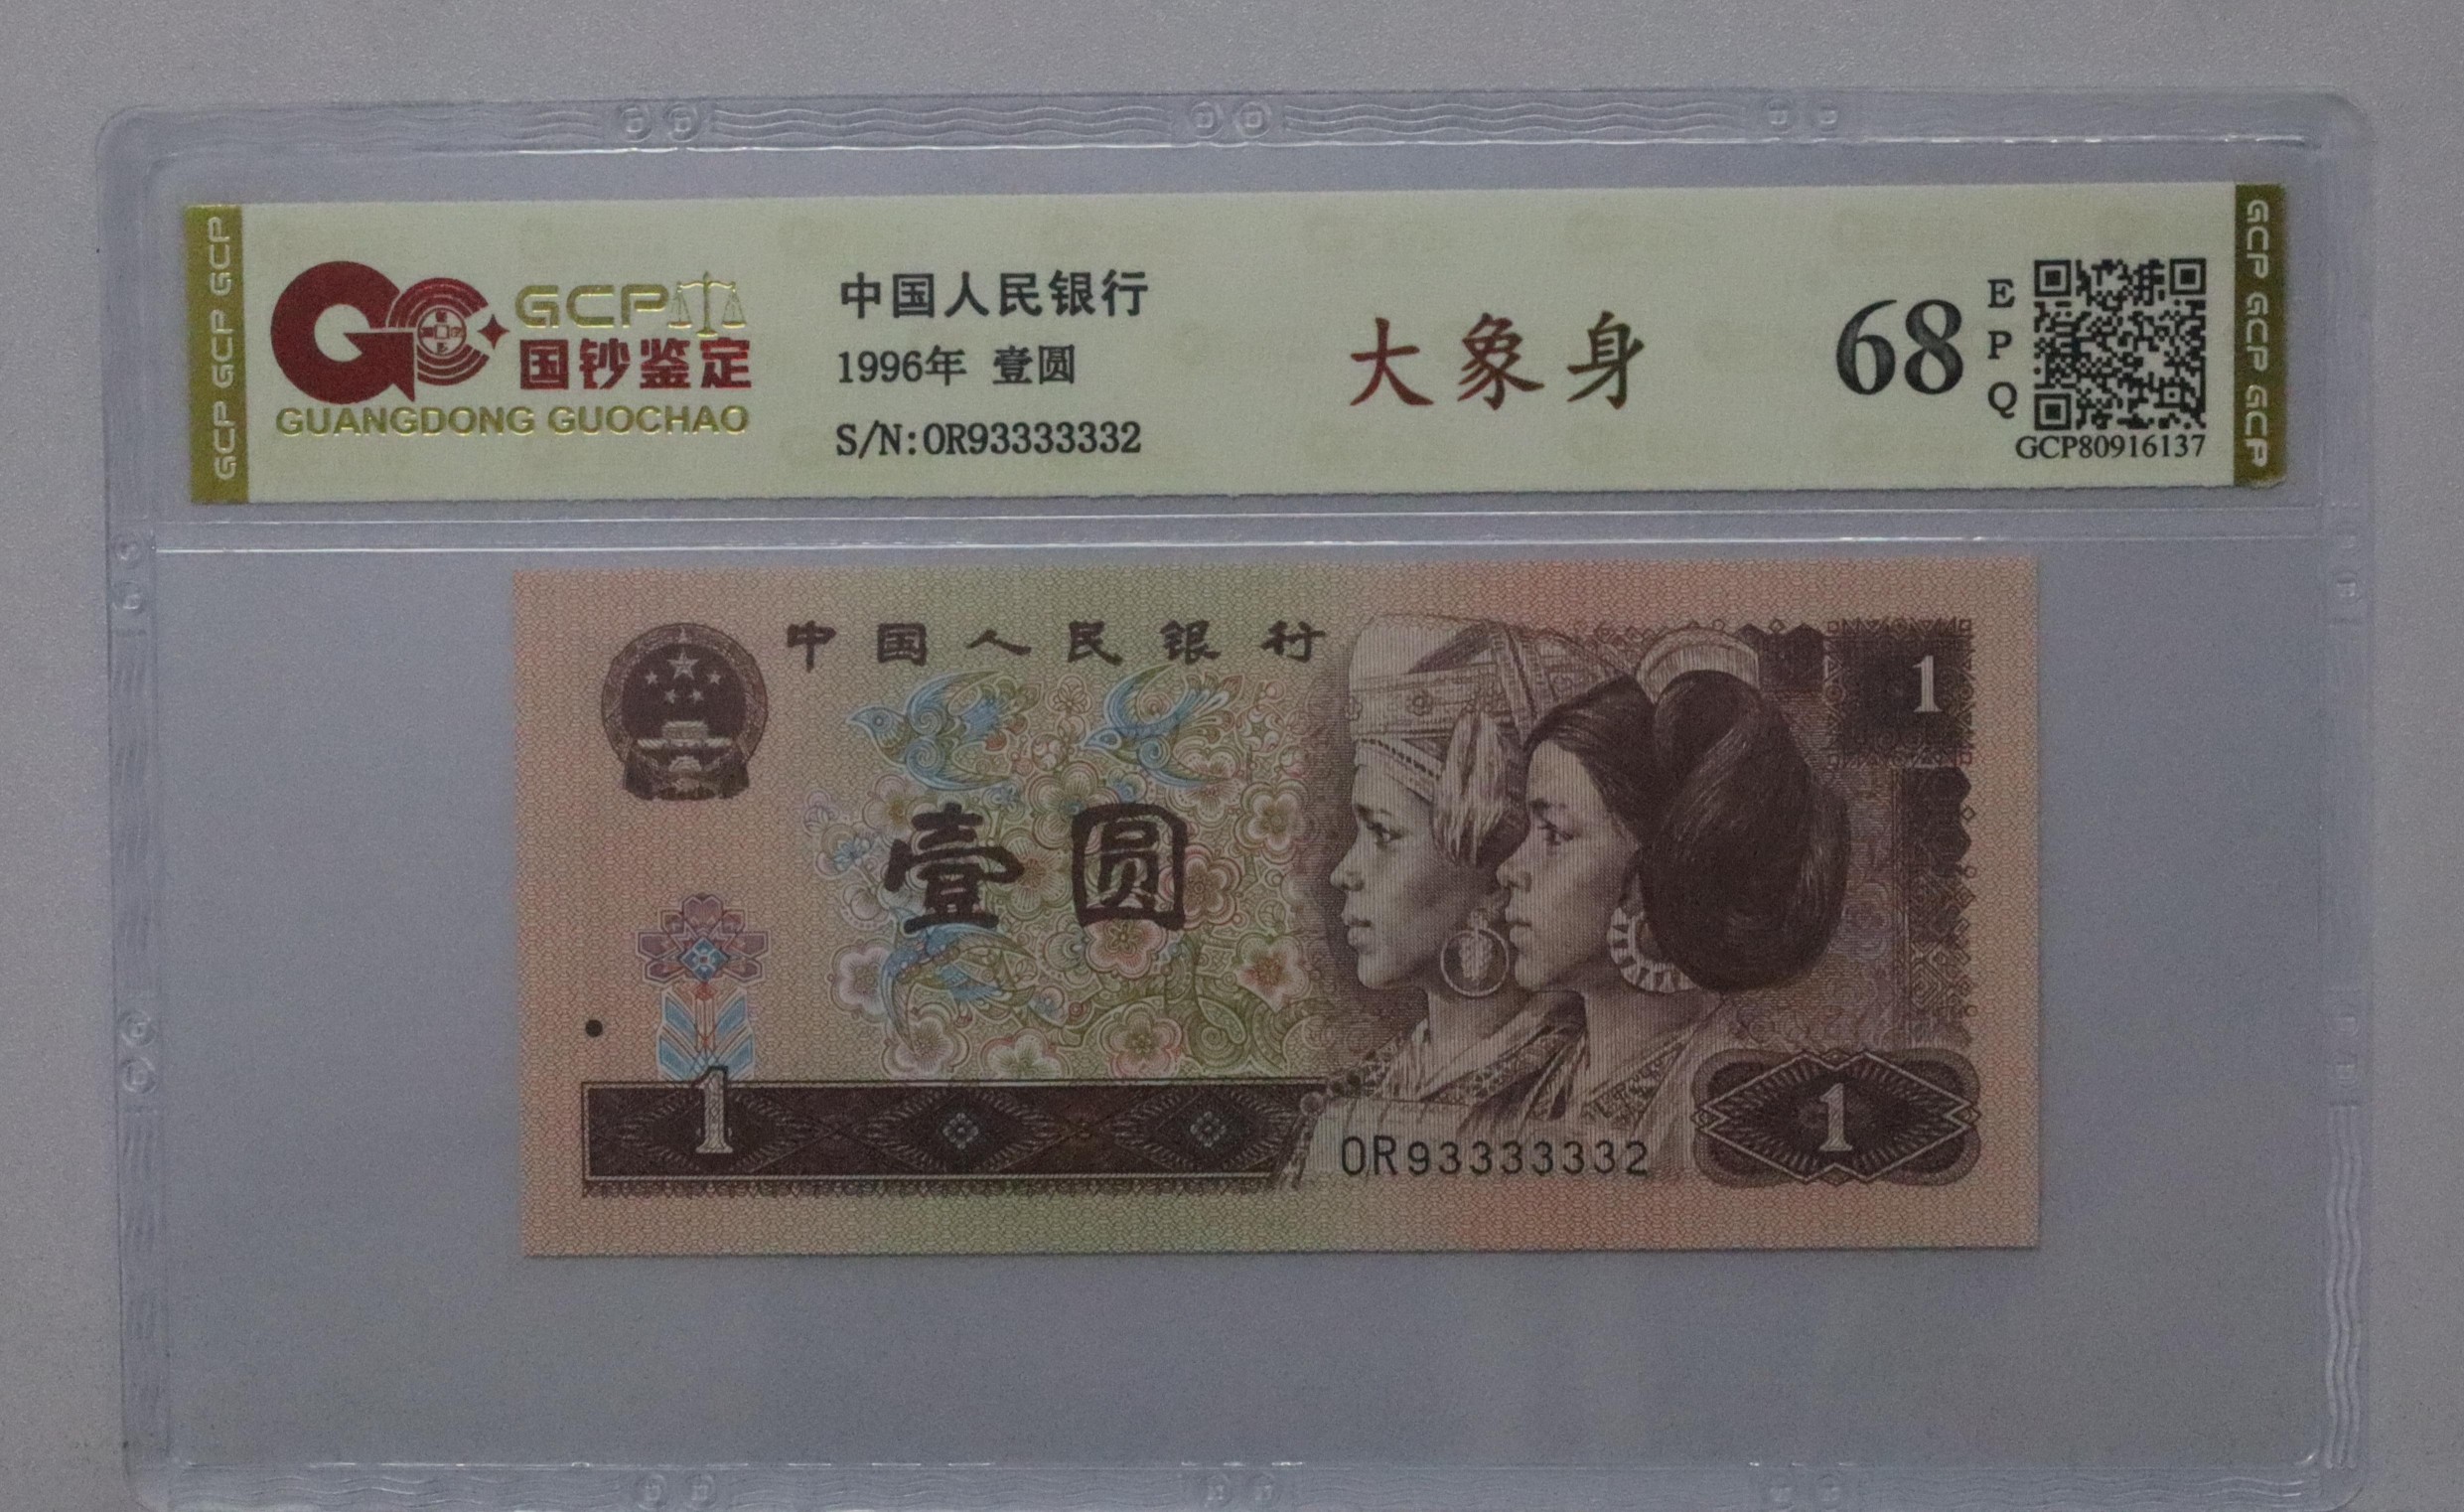 GCP GCP GCP
GCP
国钞鉴定
GUANGDONG GUOCHAO
中国人民银行
1996年 壹圆
S/N:OR93333332
大象身
68
E
P
Q
GCP80916137
GCP GCP GCP
中国人民银行
1
壹圆
1
OR93333332
1